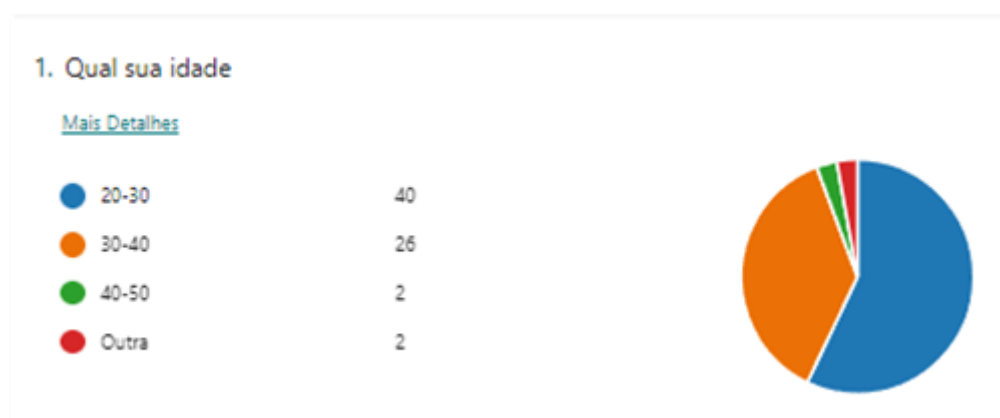 1. Qual sua idade
Mais Detalhes
20-30 40
30-40 26
40-50 2
Outra 2